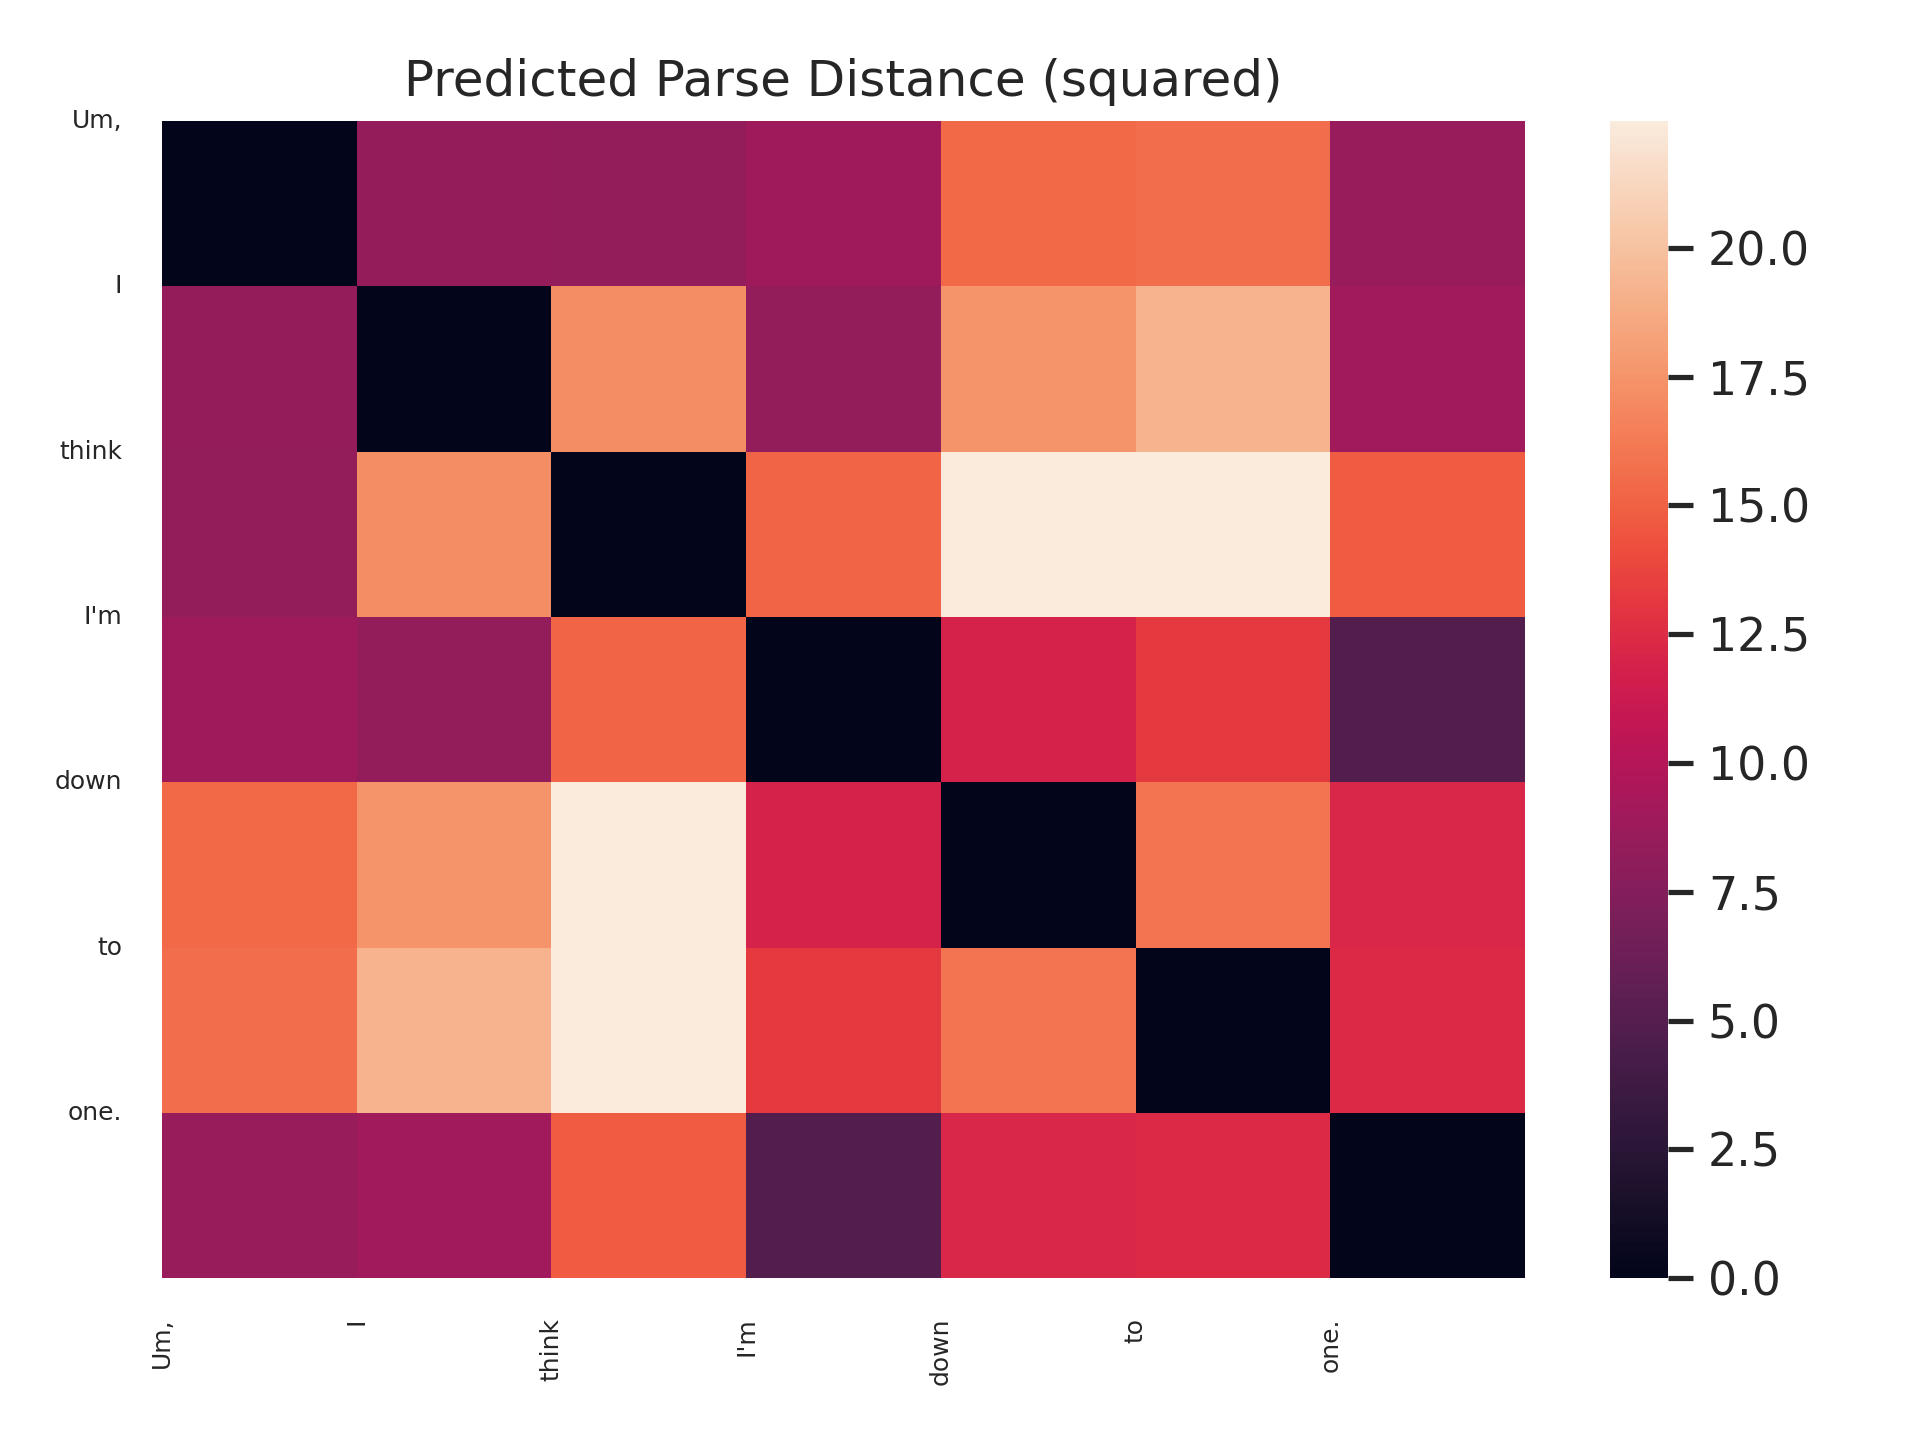 Predicted Parse Distance (squared)
Um,
I
think
I'm
down
to
one.
20.0
17.5
15.0
12.5
10.0
7.5
5.0
2.5
0.0
Um,
I
think
I'm
down
to
one.